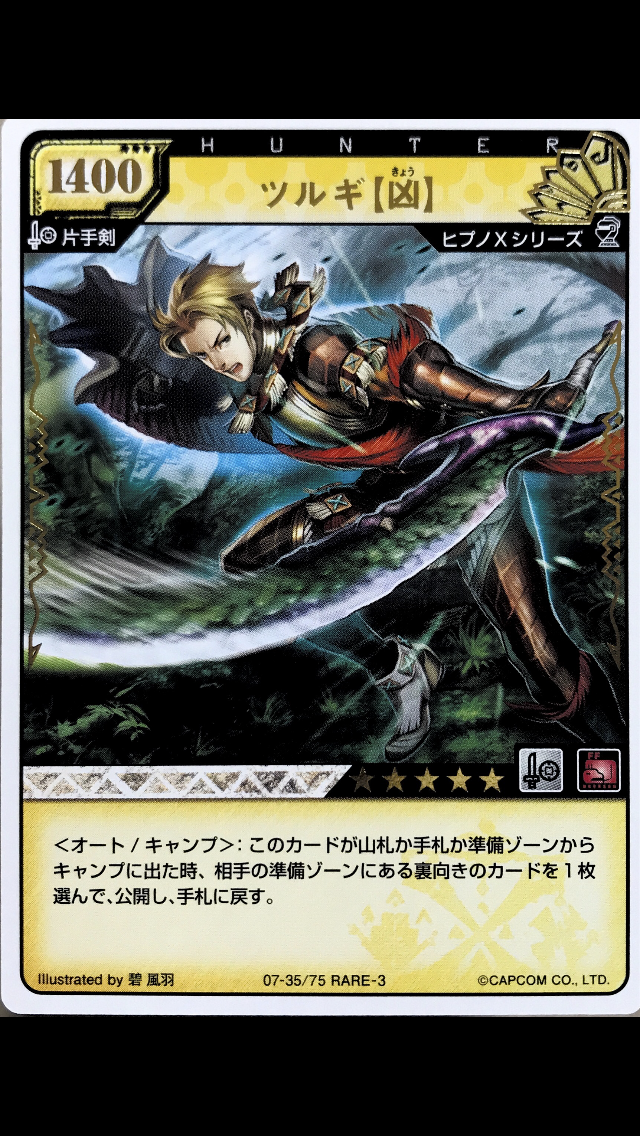 HUNTER
1400
きょう
ツルギ【凶】
片手剣
ヒプノXシリーズ
FF
<オート / キャンプ>：このカードが山札か手札か準備ゾーンから
キャンプに出た時、相手の準備ゾーンにある裏向きのカードを１枚
選んで、公開し、手札に戻す。
Illustrated by 碧 風羽
07-35/75 RARE-3
©CAPCOM CO., LTD.